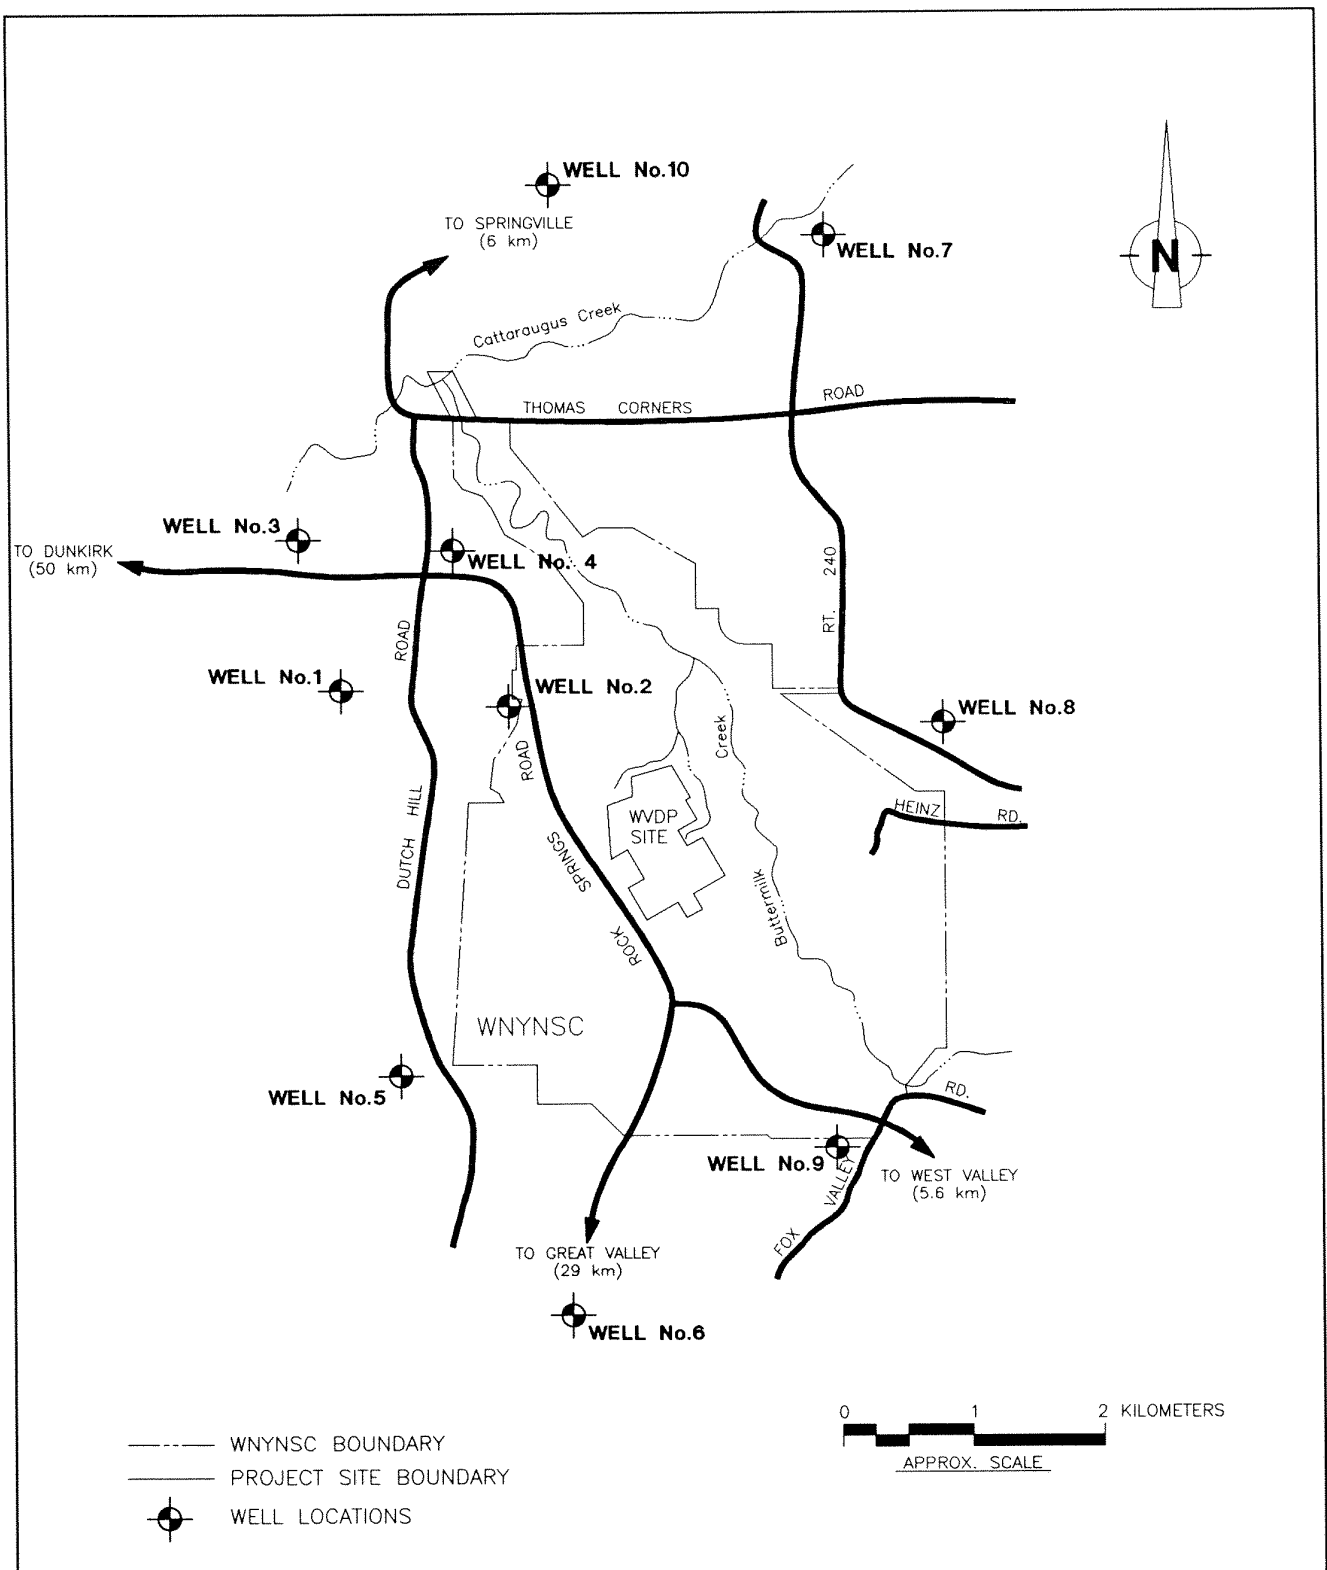 WELL No.10
TO SPRINGVILLE
(6 km)
WELL No.7
N
Cattaraugus Creek
THOMAS CORNERS ROAD
WELL No.3
TO DUNKIRK
(50 km)
WELL No. 4
RT. 240
ROAD
WELL No.1
WELL No.2
WELL No.8
ROAD
Creek
DUTCH HILL
WVDP
SITE
HEINZ RD.
SPRINGS
Buttermilk
ROCK
WNYNSC
WELL No.5
RD.
WELL No.9
VALLEY
TO WEST VALLEY
(5.6 km)
FOX
TO GREAT VALLEY
(29 km)
WELL No.6
0 1 2 KILOMETERS
APPROX. SCALE
WNYNSC BOUNDARY
PROJECT SITE BOUNDARY
WELL LOCATIONS